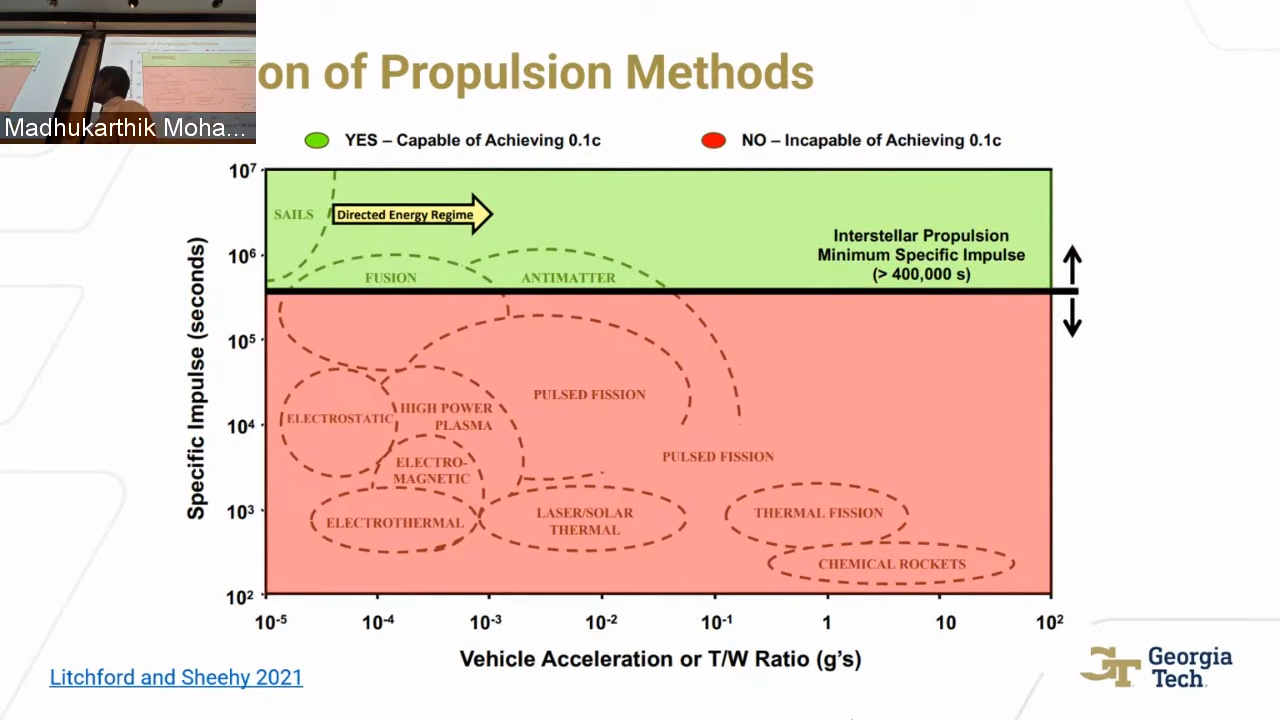 on of Propulsion Methods
Madhukarthik Moha...
YES – Capable of Achieving 0.1c
NO – Incapable of Achieving 0.1c
Specific Impulse (seconds)
10⁷
10⁶
10⁵
10⁴
10³
10²
SAILS
Directed Energy Regime
Interstellar Propulsion
Minimum Specific Impulse
(> 400,000 s)
FUSION
ANTIMATTER
PULSED FISSION
ELECTROSTATIC
HIGH POWER
PLASMA
PULSED FISSION
ELECTRO-
MAGNETIC
ELECTROTHERMAL
LASER/SOLAR
THERMAL
THERMAL FISSION
CHEMICAL ROCKETS
10⁻⁵ 10⁻⁴ 10⁻³ 10⁻² 10⁻¹ 1 10 10²
Vehicle Acceleration or T/W Ratio (g's)
Litchford and Sheehy 2021
GT Georgia
Tech